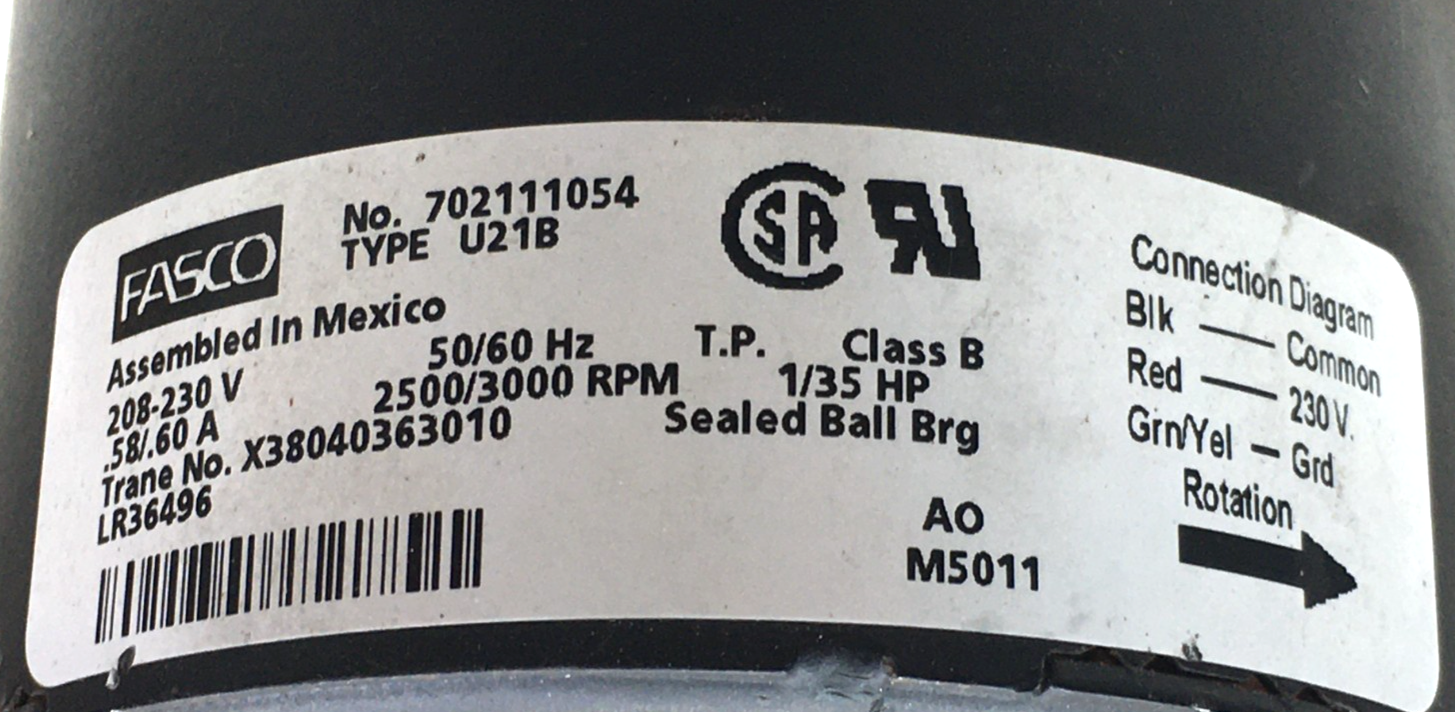 FASCO
No. 702111054
TYPE U21B
Assembled In Mexico
208-230 V 50/60 Hz T.P. Class B
.58/.60 A 2500/3000 RPM 1/35 HP
Trane No. X38040363010 Sealed Ball Brg
LR36496
AO
M5011
SA
RU
Connection Diagram
Blk — Common
Red — 230 V.
Grn/Yel — Grd
Rotation